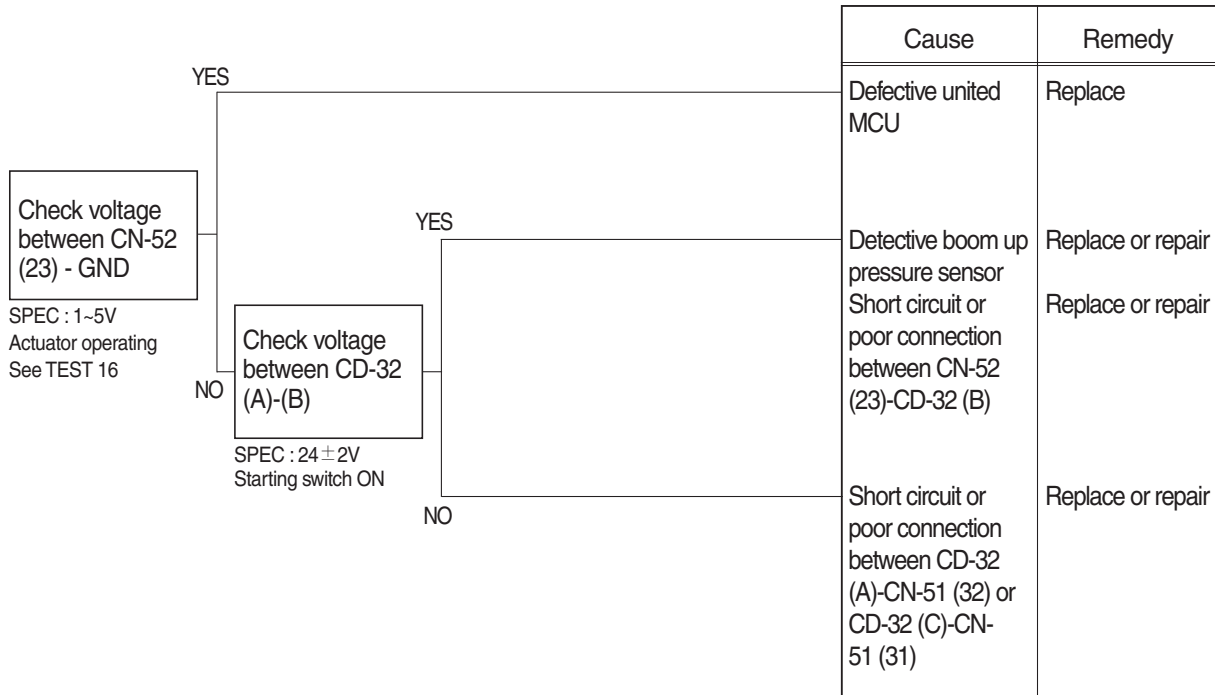 Cause
Remedy
YES
Defective united
MCU
Replace
Check voltage
between CN-52
(23) - GND
SPEC : 1~5V
Actuator operating
See TEST 16
YES
Detective boom up
pressure sensor
Replace or repair
Short circuit or
poor connection
between CN-52
(23)-CD-32 (B)
Replace or repair
NO
Check voltage
between CD-32
(A)-(B)
SPEC : 24±2V
Starting switch ON
NO
Short circuit or
poor connection
between CD-32
(A)-CN-51 (32) or
CD-32 (C)-CN-
51 (31)
Replace or repair